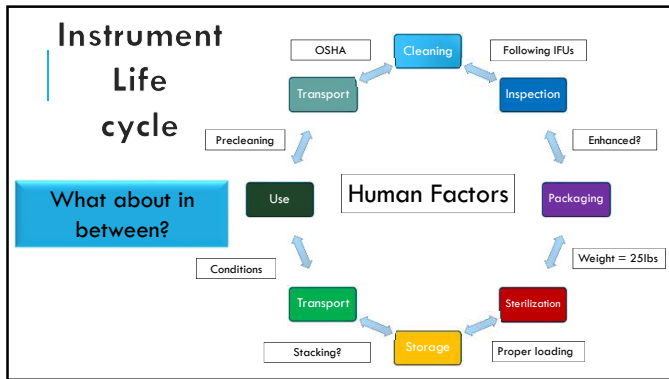 Instrument
Life
cycle
OSHA
Cleaning
Following IFUs
Transport
Inspection
Precleaning
Enhanced?
What about in
between?
Use
Human Factors
Packaging
Conditions
Weight = 25lbs
Transport
Sterilization
Stacking?
Storage
Proper loading